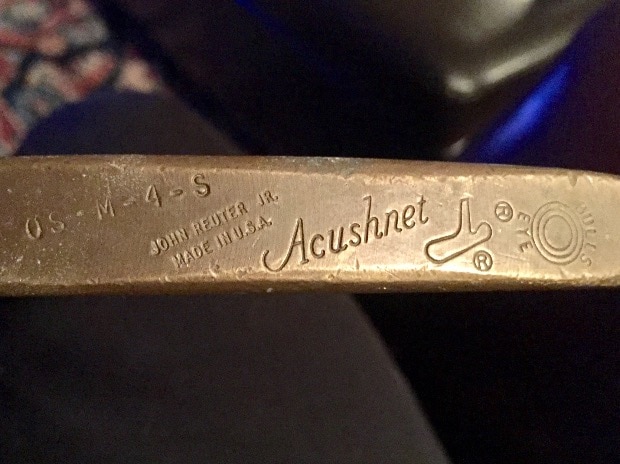 OS-M-4-S
JOHN REUTER JR.
MADE IN U.S.A.
Acushnet
®
®
BULLS
EYE